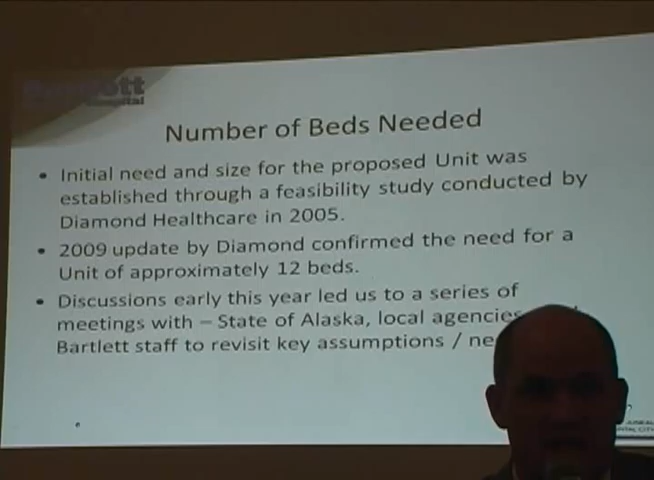 Bartlett
Hospital
Number of Beds Needed
• Initial need and size for the proposed Unit was
established through a feasibility study conducted by
Diamond Healthcare in 2005.
• 2009 update by Diamond confirmed the need for a
Unit of approximately 12 beds.
• Discussions early this year led us to a series of
meetings with – State of Alaska, local agencies
Bartlett staff to revisit key assumptions /